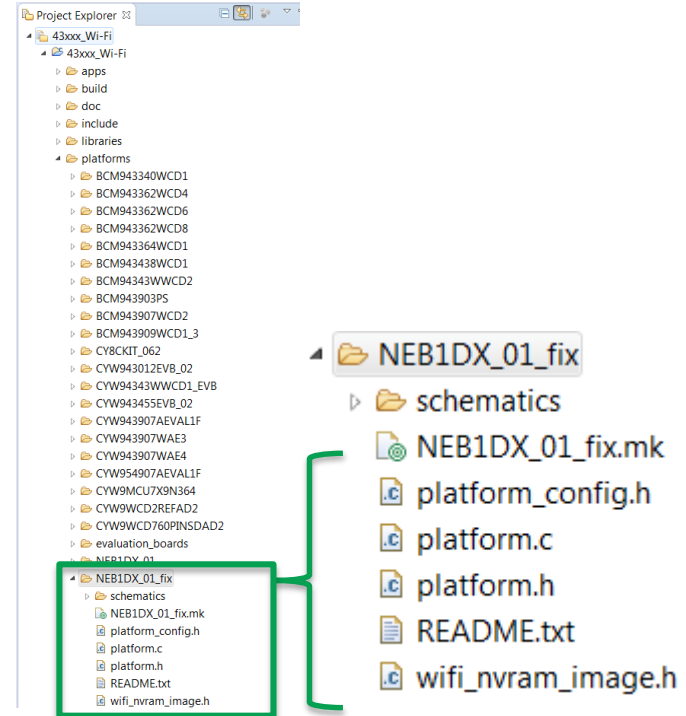 Project Explorer
43xxx_Wi-Fi
43xxx_Wi-Fi
apps
build
doc
include
libraries
platforms
BCM943340WCD1
BCM943362WCD4
BCM943362WCD6
BCM943362WCD8
BCM943364WCD1
BCM943438WCD1
BCM94343WWCD2
BCM943903PS
BCM943907WCD2
BCM943909WCD1_3
CY8CKIT_062
CYW943012EVB_02
CYW94343WWCD1_EVB
CYW943455EVB_02
CYW943907AEVAL1F
CYW943907WAE3
CYW943907WAE4
CYW954907AEVAL1F
CYW9MCU7X9N364
CYW9WCD2REFAD2
CYW9WCD760PINSDAD2
evaluation_boards
NEB1DX_01
NEB1DX_01_fix
schematics
NEB1DX_01_fix.mk
platform_config.h
platform.c
platform.h
README.txt
wifi_nvram_image.h
NEB1DX_01_fix
schematics
NEB1DX_01_fix.mk
.c platform_config.h
.c platform.c
.c platform.h
README.txt
.c wifi_nvram_image.h